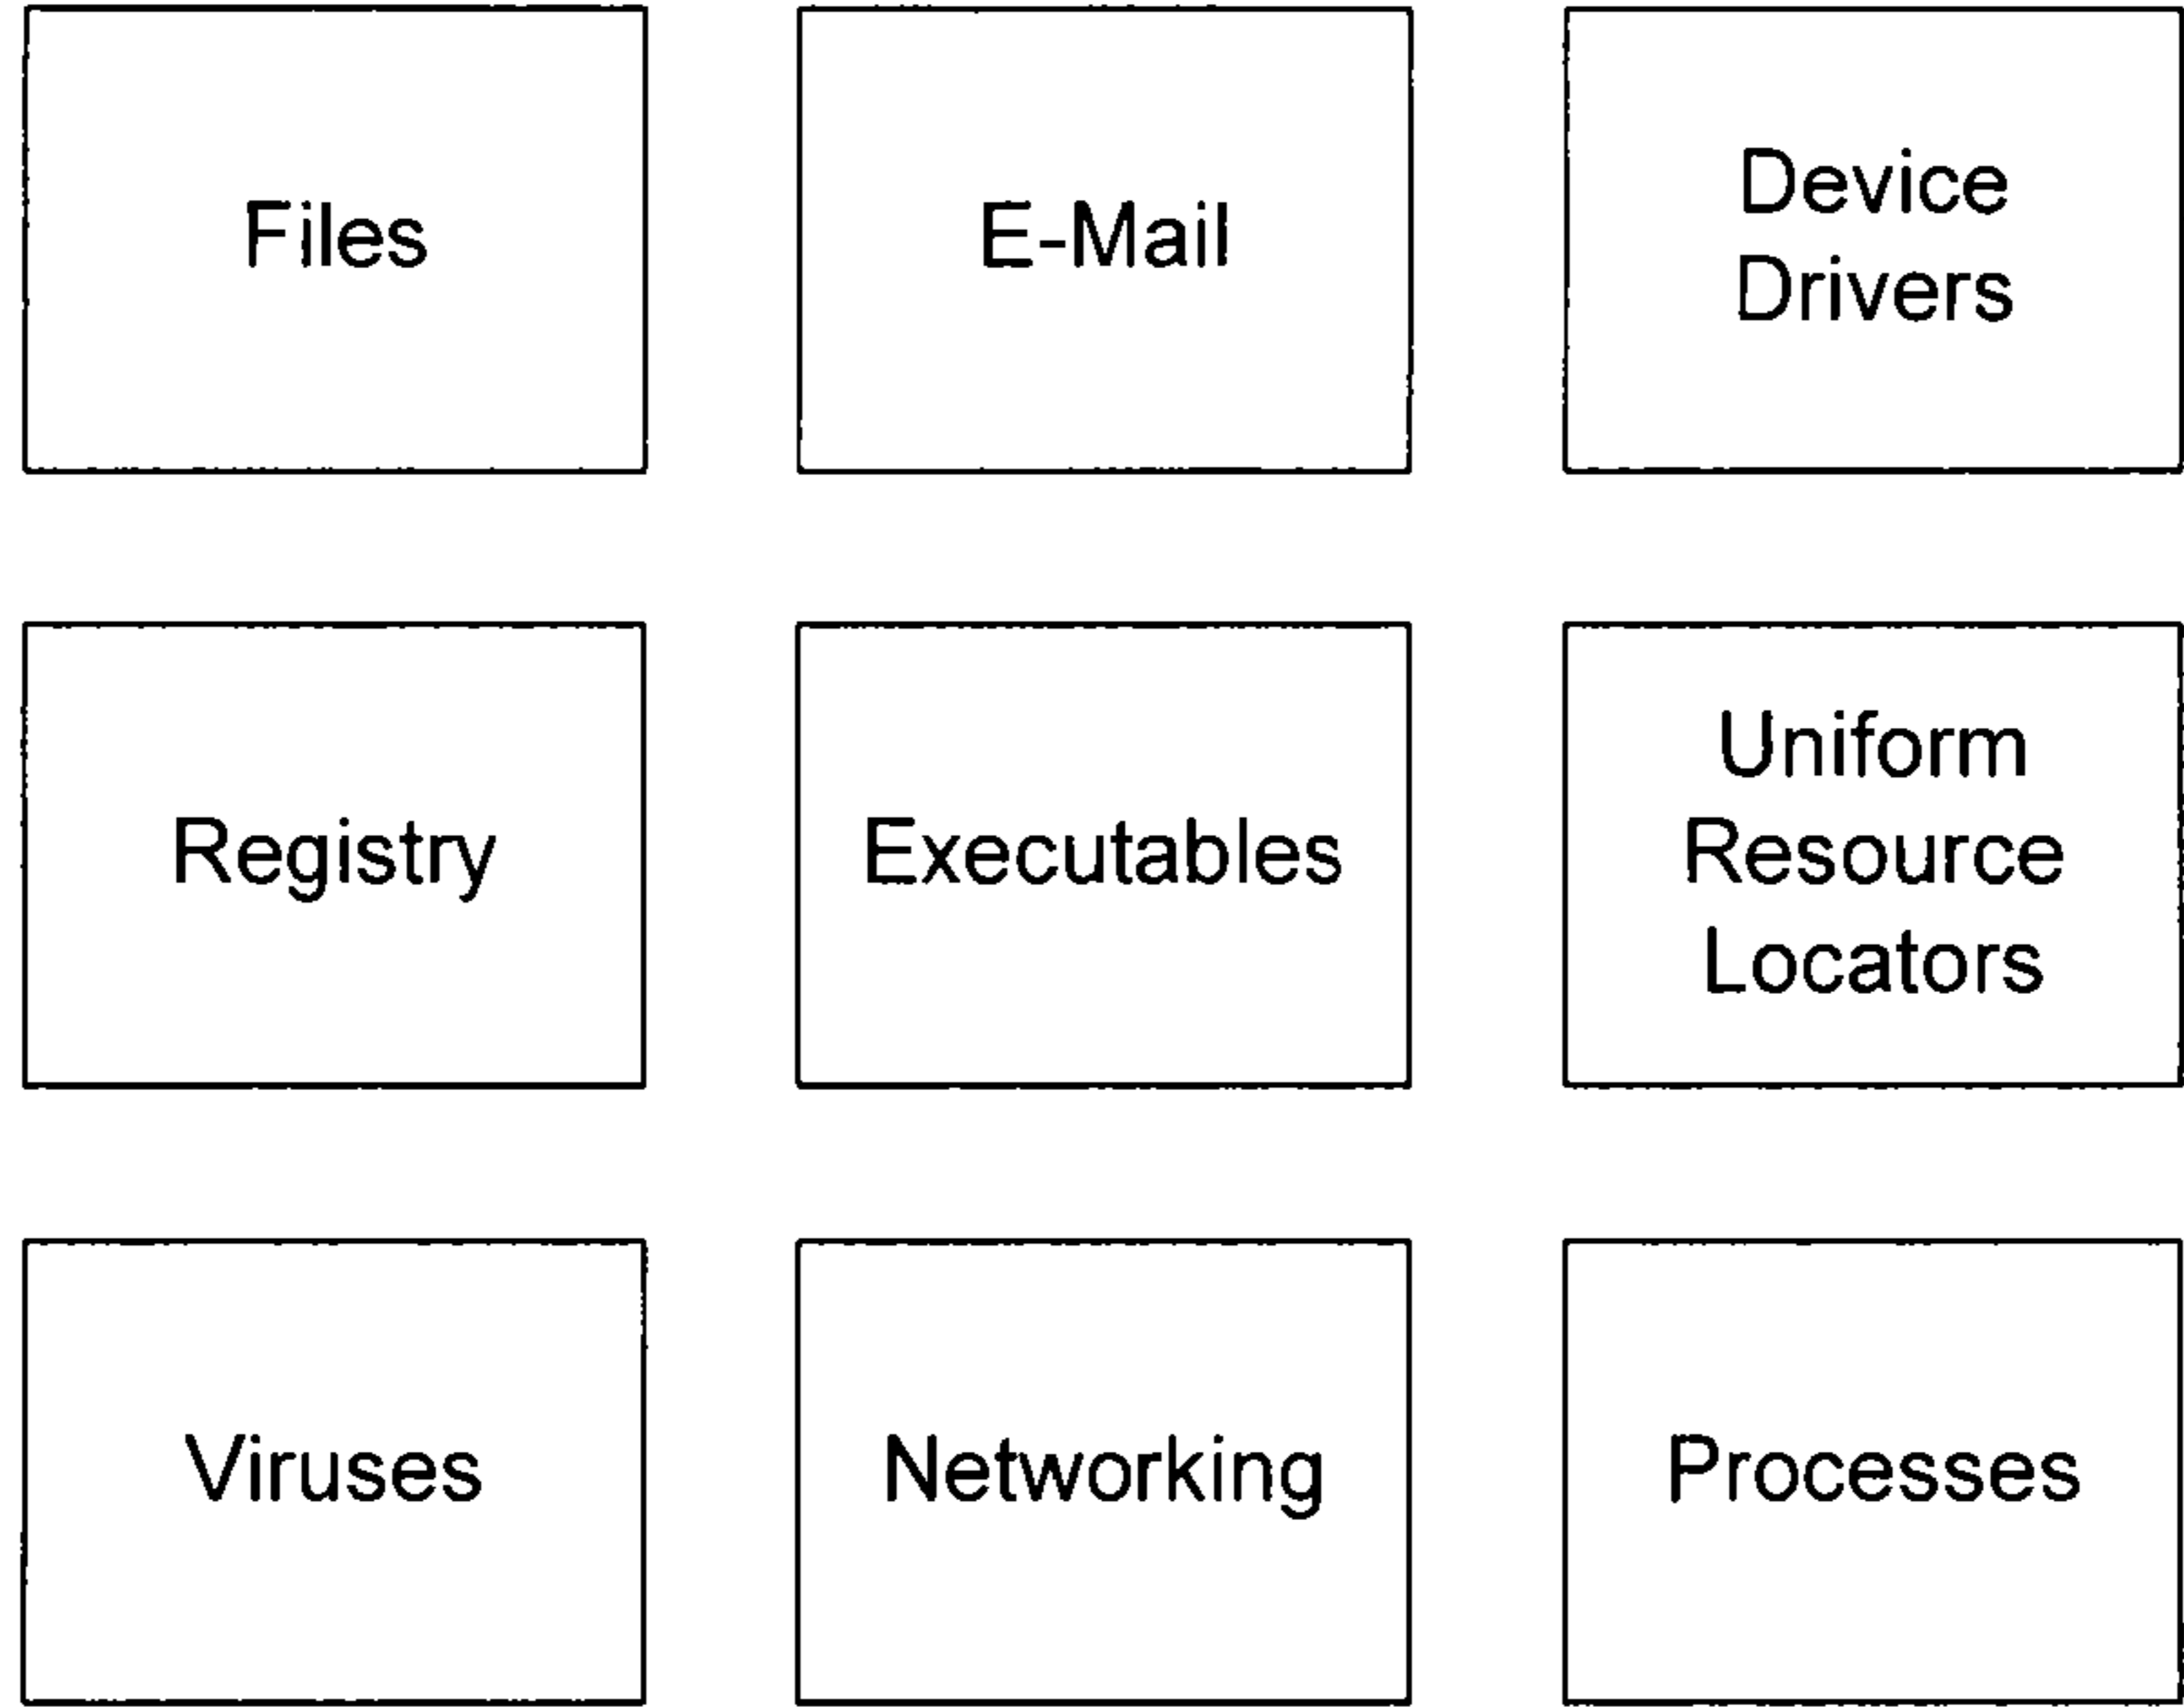 Files
E-Mail
Device
Drivers
Registry
Executables
Uniform
Resource
Locators
Viruses
Networking
Processes